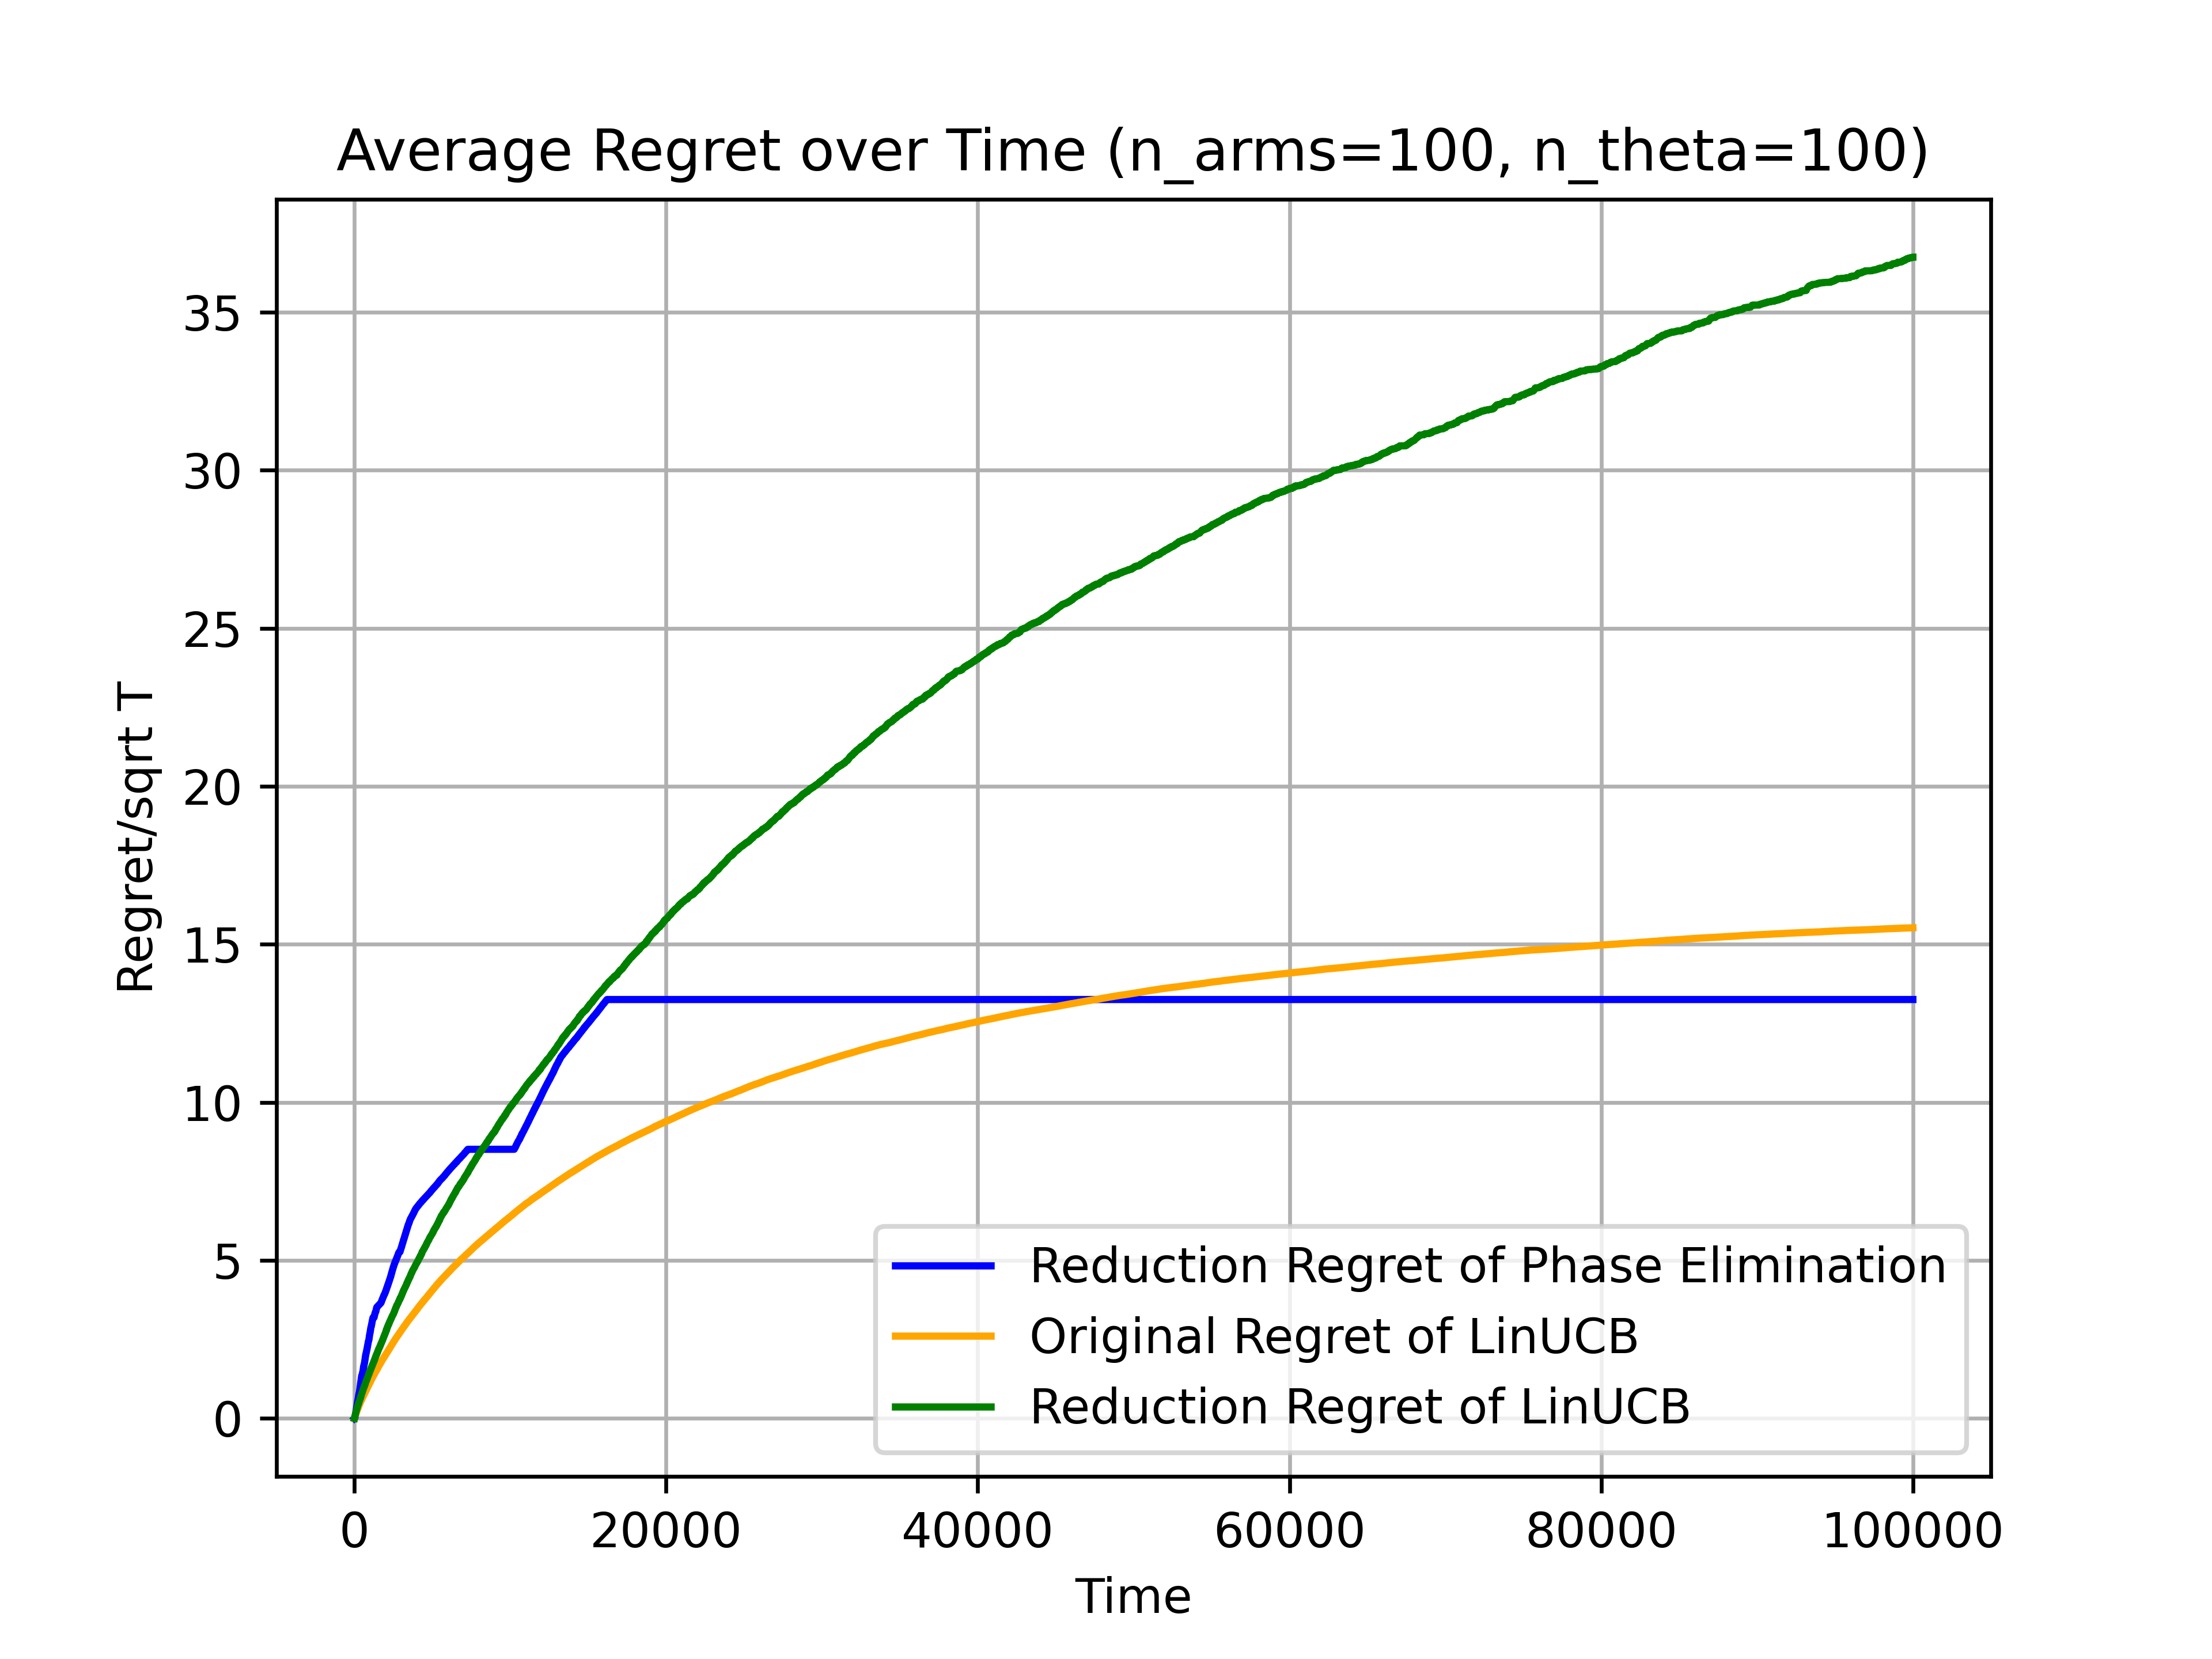 Average Regret over Time (n_arms=100, n_theta=100)
Regret/sqrt T
35
30
25
20
15
10
5
0
Reduction Regret of Phase Elimination
Original Regret of LinUCB
Reduction Regret of LinUCB
0 20000 40000 60000 80000 100000
Time